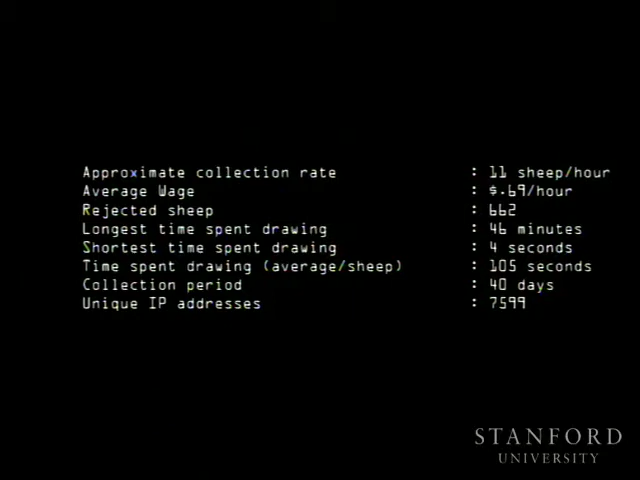 Approximate collection rate : 11 sheep/hour
Average Wage : $.69/hour
Rejected sheep : 662
Longest time spent drawing : 46 minutes
Shortest time spent drawing : 4 seconds
Time spent drawing (average/sheep) : 105 seconds
Collection period : 40 days
Unique IP addresses : 7599
STANFORD
UNIVERSITY